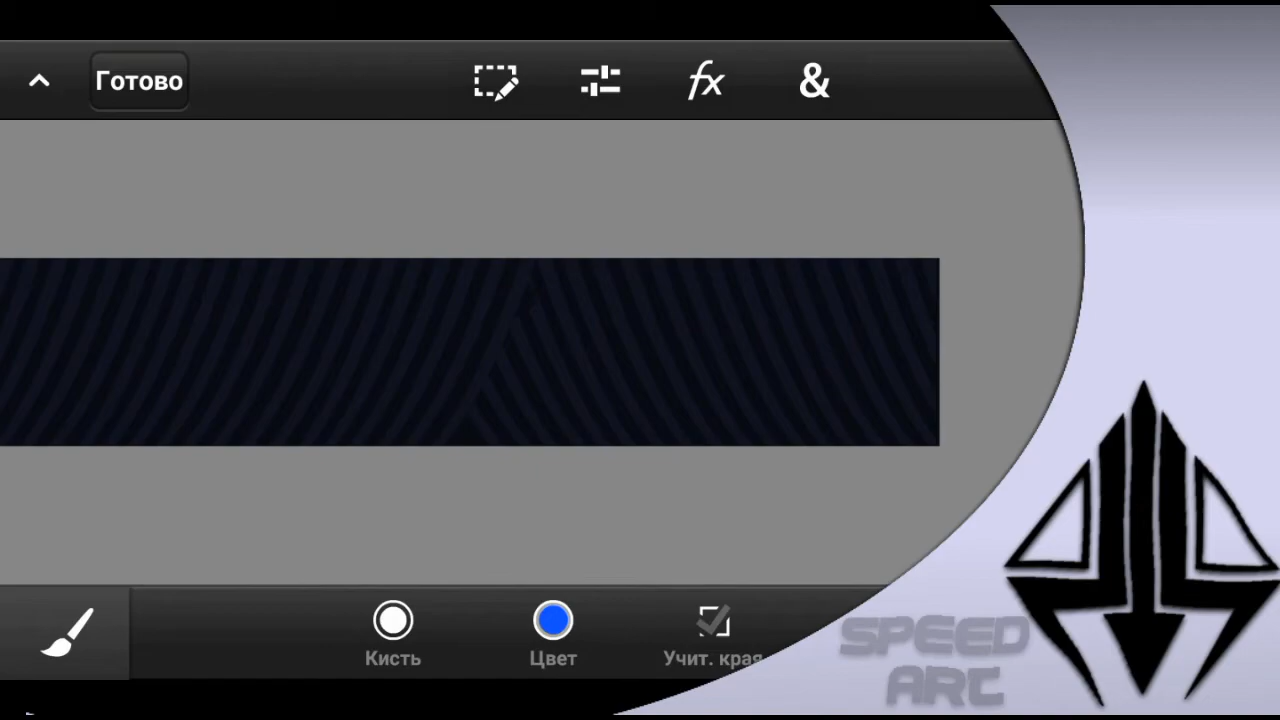 Готово
fx
&
Кисть
Цвет
Учит. края
SPEED
ART